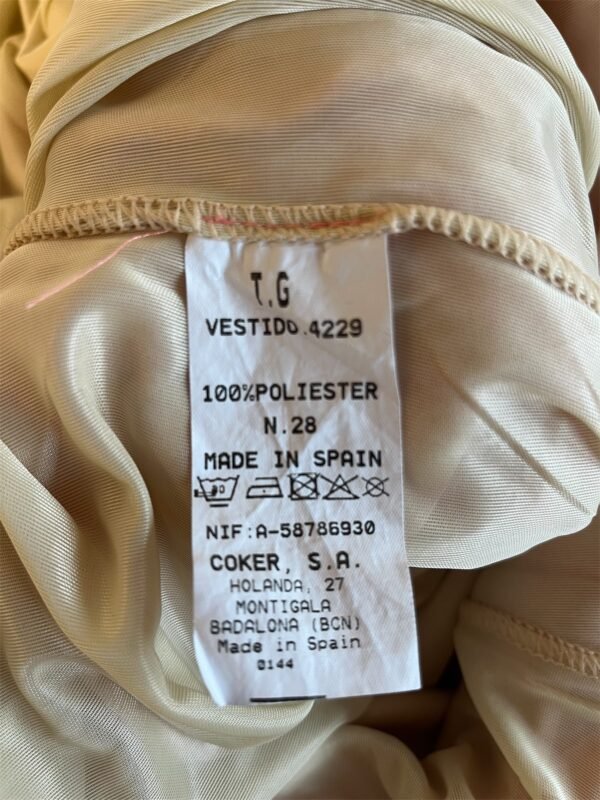 T.G
VESTIDO.4229
100%POLIESTER
N.28
MADE IN SPAIN
30
NIF:A-58786930
COKER, S.A.
HOLANDA, 27
MONTIGALA
BADALONA (BCN)
Made in Spain
0144